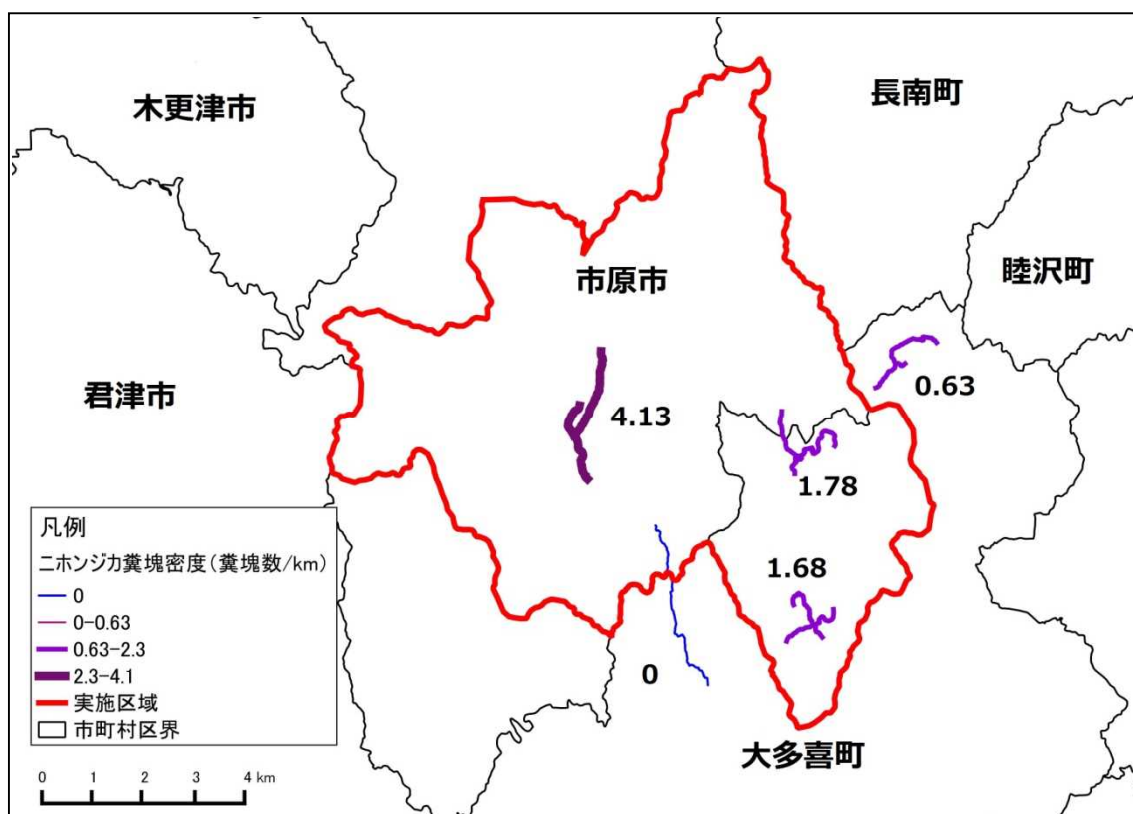 木更津市
長南町
市原市
睦沢町
君津市
0.63
4.13
1.78
1.68
0
大多喜町
凡例
ニホンジカ糞塊密度(糞塊数/km)
0
0-0.63
0.63-2.3
2.3-4.1
実施区域
市町村区界
0 1 2 3 4 km